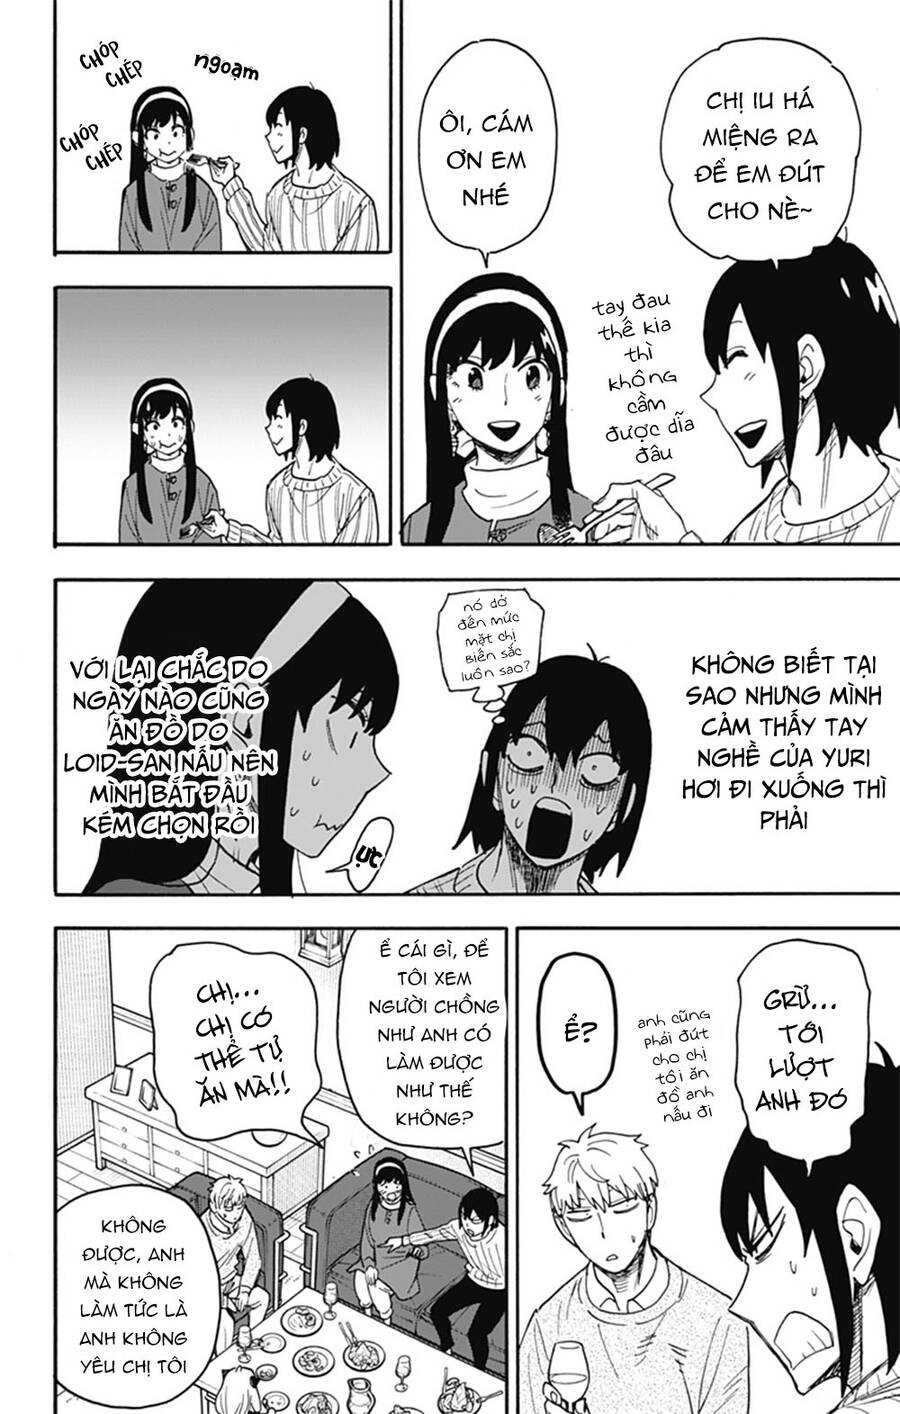 CHỊ IU HÁ
MIỆNG RA
ĐỂ EM ĐÚT
CHO NÈ~
ÔI, CÁM
ƠN EM
NHÉ
tay đau
thế kia
thì
không
cầm
được dĩa
đâu
CHÓP
CHÉP
ngoạm
CHÓP
CHÉP
KHÔNG BIẾT TẠI
SAO NHƯNG MÌNH
CẢM THẤY TAY
NGHỀ CỦA YURI
HƠI ĐI XUỐNG THÌ
PHẢI
nó dở
đến mức
mặt chị
biến sắc
luôn sao?
VỚI LẠI CHẮC DO
NGÀY NÀO CŨNG
ĂN ĐỒ DO
LOID-SAN NẤU NÊN
MÌNH BẮT ĐẦU
KÉM CHỌN RỒI
ực
GRỪ...
TỚI
LƯỢT
ANH ĐÓ
anh cũng
phải đút
cho chị
tôi ăn
đồ anh
nấu đi
Ể?
Ể CÁI GÌ, ĐỂ
TÔI XEM
NGƯỜI CHỒNG
NHƯ ANH CÓ
LÀM ĐƯỢC
NHƯ THẾ
KHÔNG?
CHỊ...
CHỊ CÓ
THỂ TỰ
ĂN MÀ!!
KHÔNG
ĐƯỢC, ANH
MÀ KHÔNG
LÀM TỨC LÀ
ANH KHÔNG
YÊU CHỊ TÔI